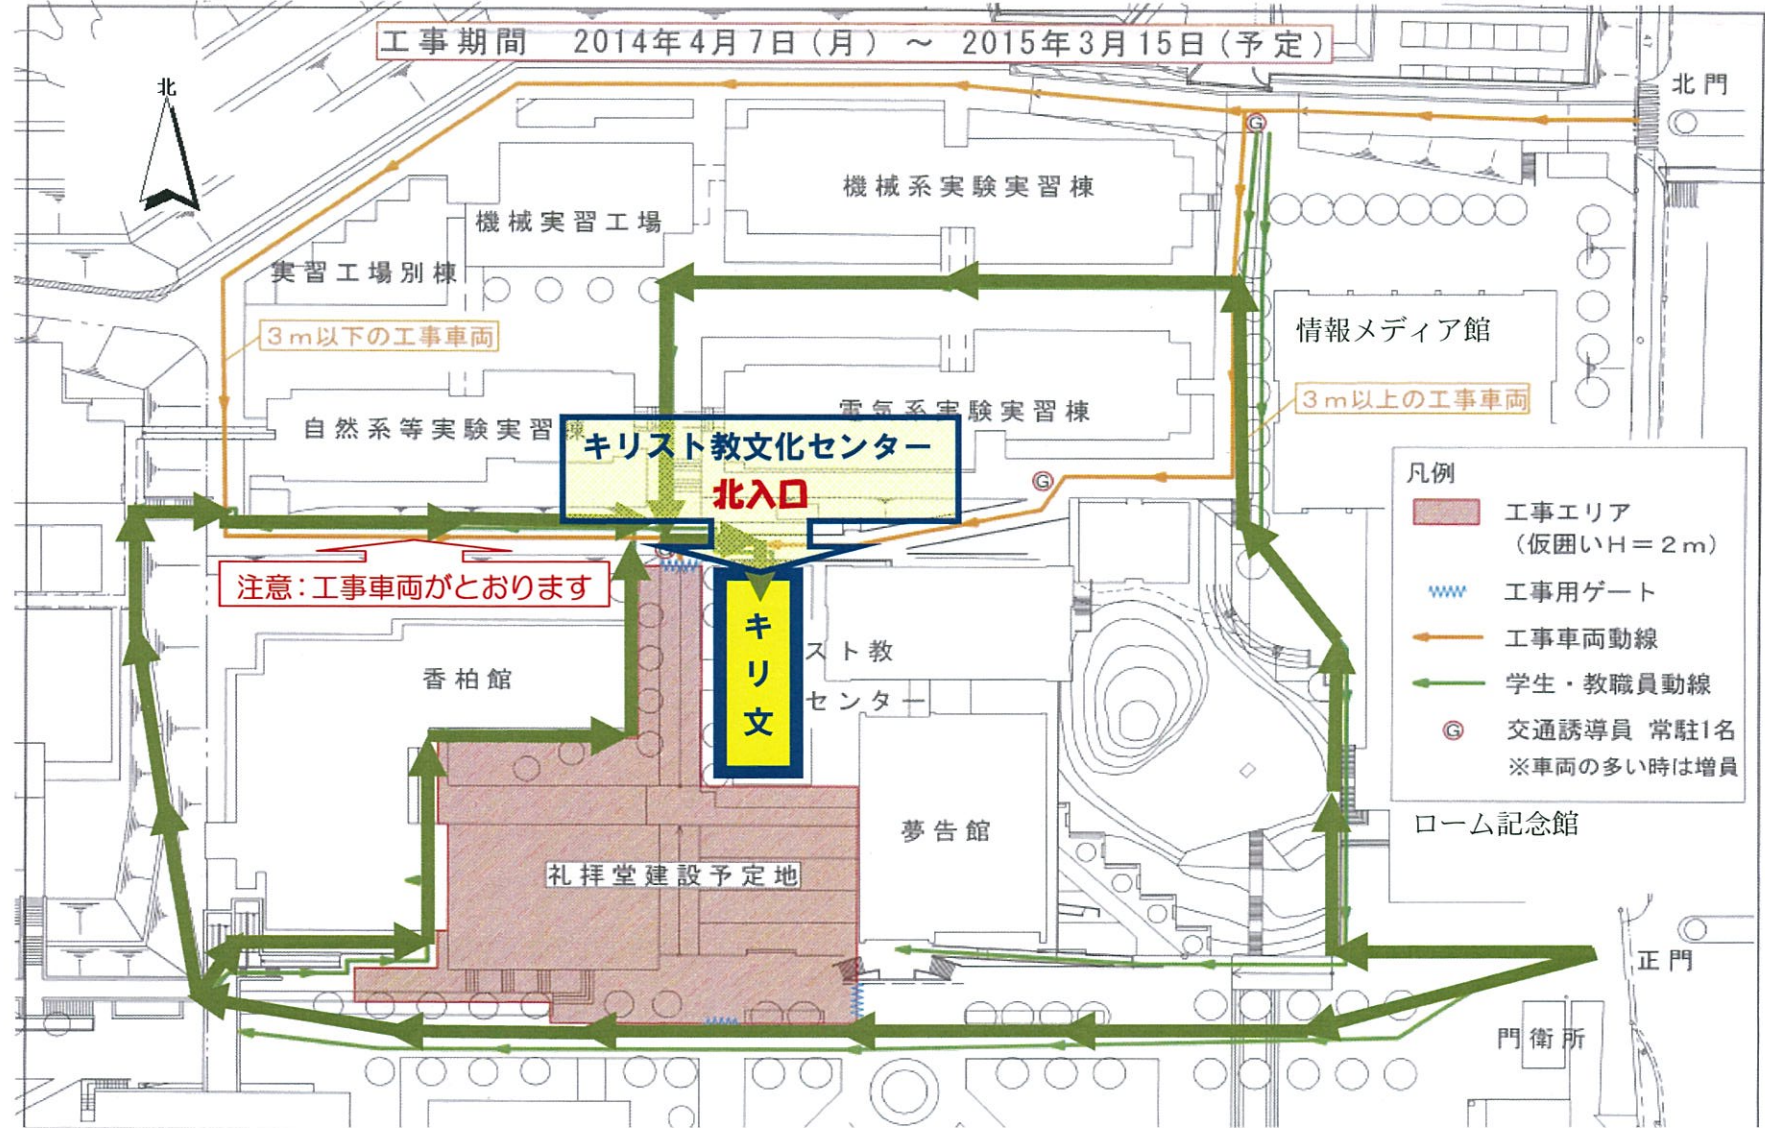 工事期間 2014年4月7日(月) ～ 2015年3月15日(予定)
北
北門
機械系実験実習棟
機械実習工場
実習工場別棟
3m以下の工事車両
情報メディア館
3m以上の工事車両
電気系実験実習棟
自然系等実験実習棟
キリスト教文化センター
北入口
G
G
G
注意:工事車両がとおります
キリ文
スト教
センター
香柏館
夢告館
礼拝堂建設予定地
凡例
工事エリア
(仮囲いH=2m)
工事用ゲート
工事車両動線
学生・教職員動線
G 交通誘導員 常駐1名
※車両の多い時は増員
ローム記念館
正門
門衛所